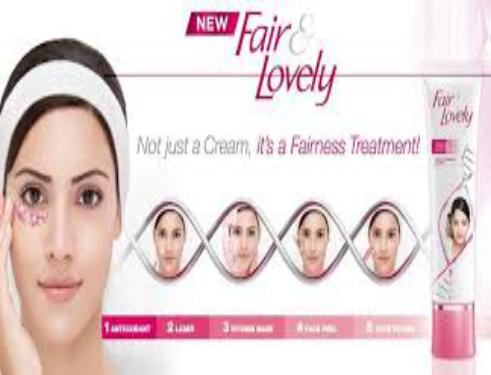 NEW
Fair &
Lovely
Not just a Cream, it's a Fairness Treatment!
Fair &
Lovely
1 ANTIOXIDANT 2 LASER 3 VITAMIN MASK 4 FACE PEEL 5